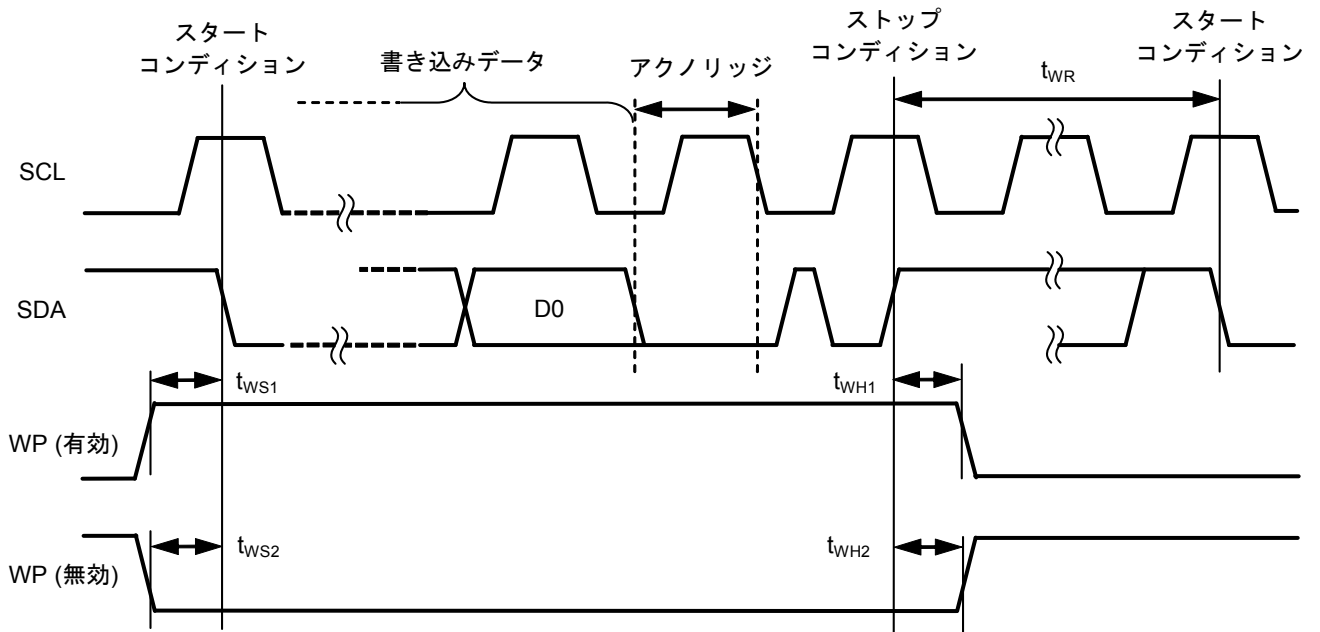 スタート
コンディション
書き込みデータ
アクノリッジ
ストップ
コンディション
tWR
スタート
コンディション
SCL
SDA
D0
tWS1
tWH1
WP (有効)
tWS2
tWH2
WP (無効)